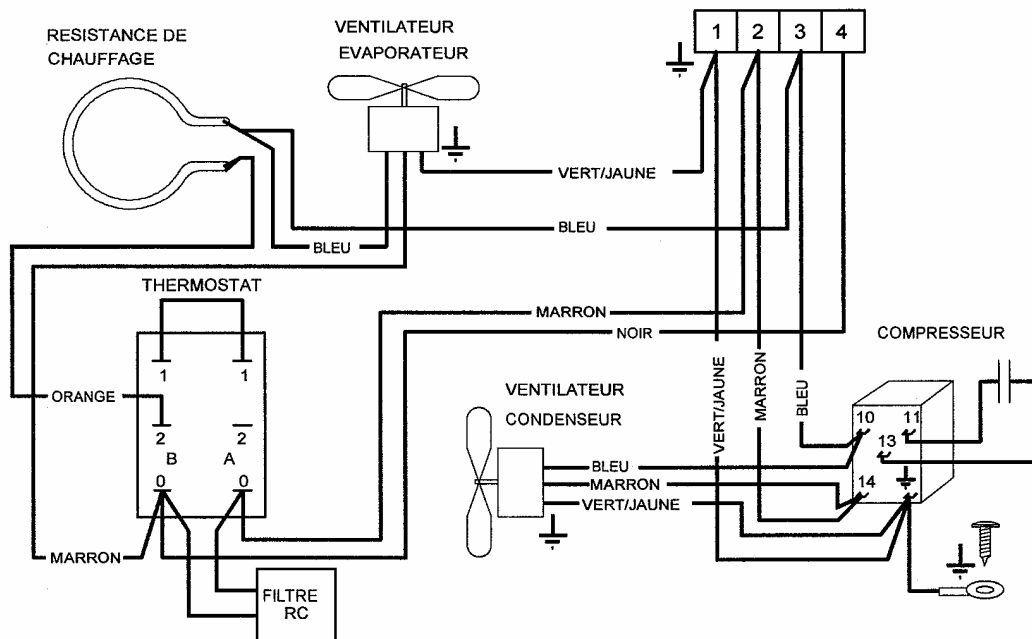 RESISTANCE DE
CHAUFFAGE
VENTILATEUR
EVAPORATEUR
1 2 3 4
VERT/JAUNE
BLEU
BLEU
THERMOSTAT
MARRON
NOIR
COMPRESSEUR
1 1
ORANGE
2 2
B A
0 0
VENTILATEUR
CONDENSEUR
VERT/JAUNE
MARRON
BLEU
10 11
13
14
BLEU
MARRON
VERT/JAUNE
MARRON
FILTRE
RC